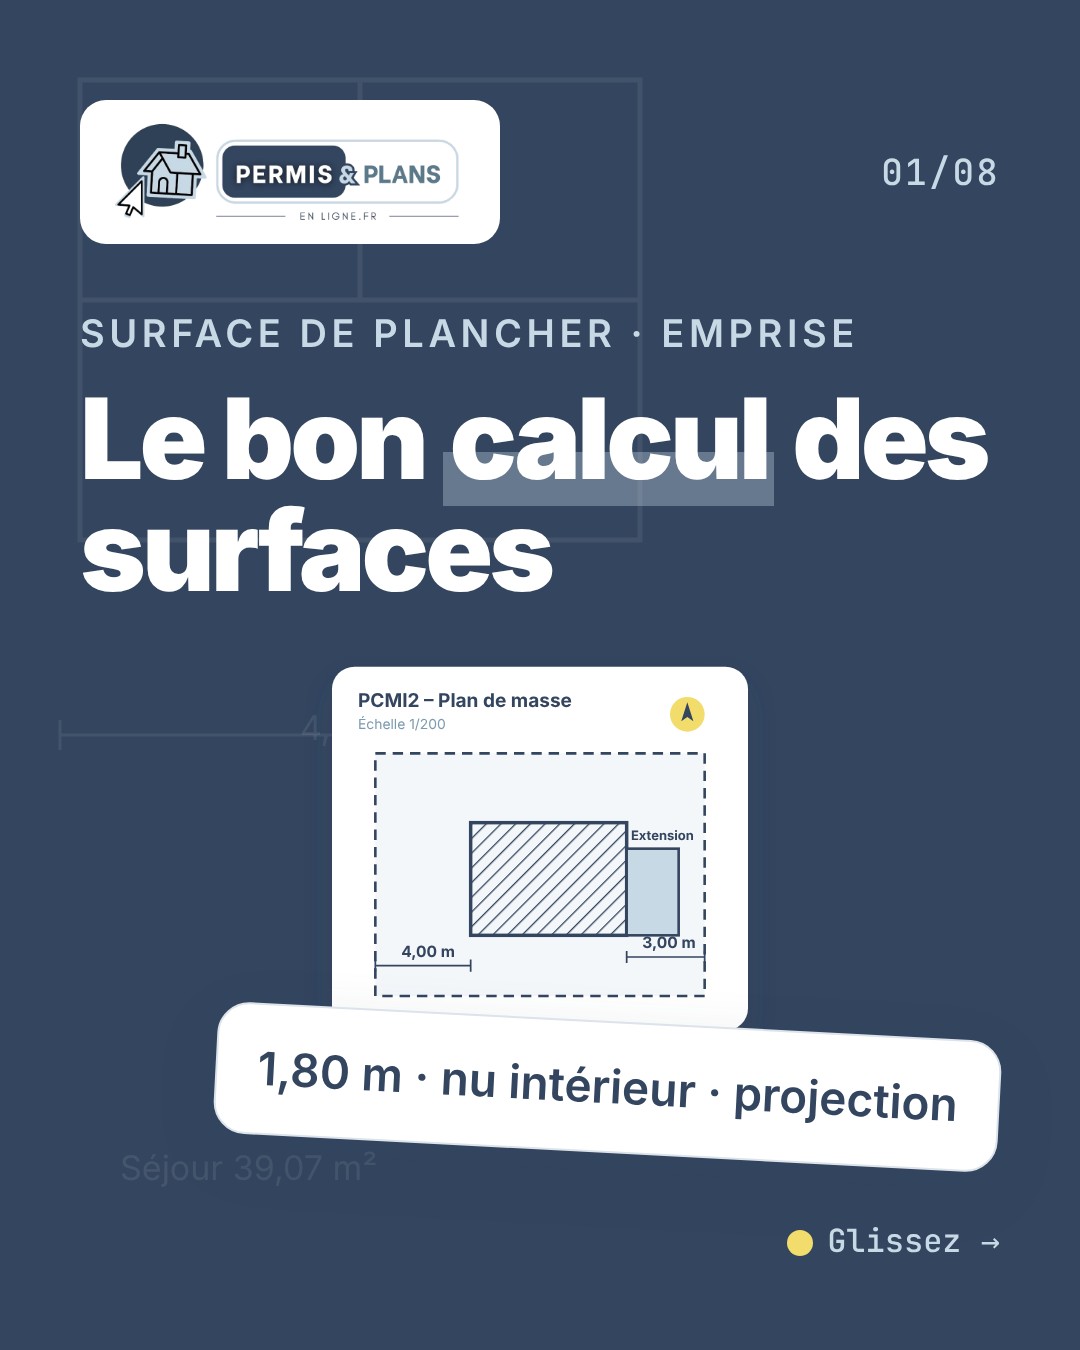 PERMIS & PLANS
EN LIGNE.FR
01/08
SURFACE DE PLANCHER · EMPRISE
Le bon calcul des
surfaces
PCMI2 – Plan de masse
Échelle 1/200
4,
Extension
4,00 m
3,00 m
1,80 m · nu intérieur · projection
Séjour 39,07 m²
Glissez →